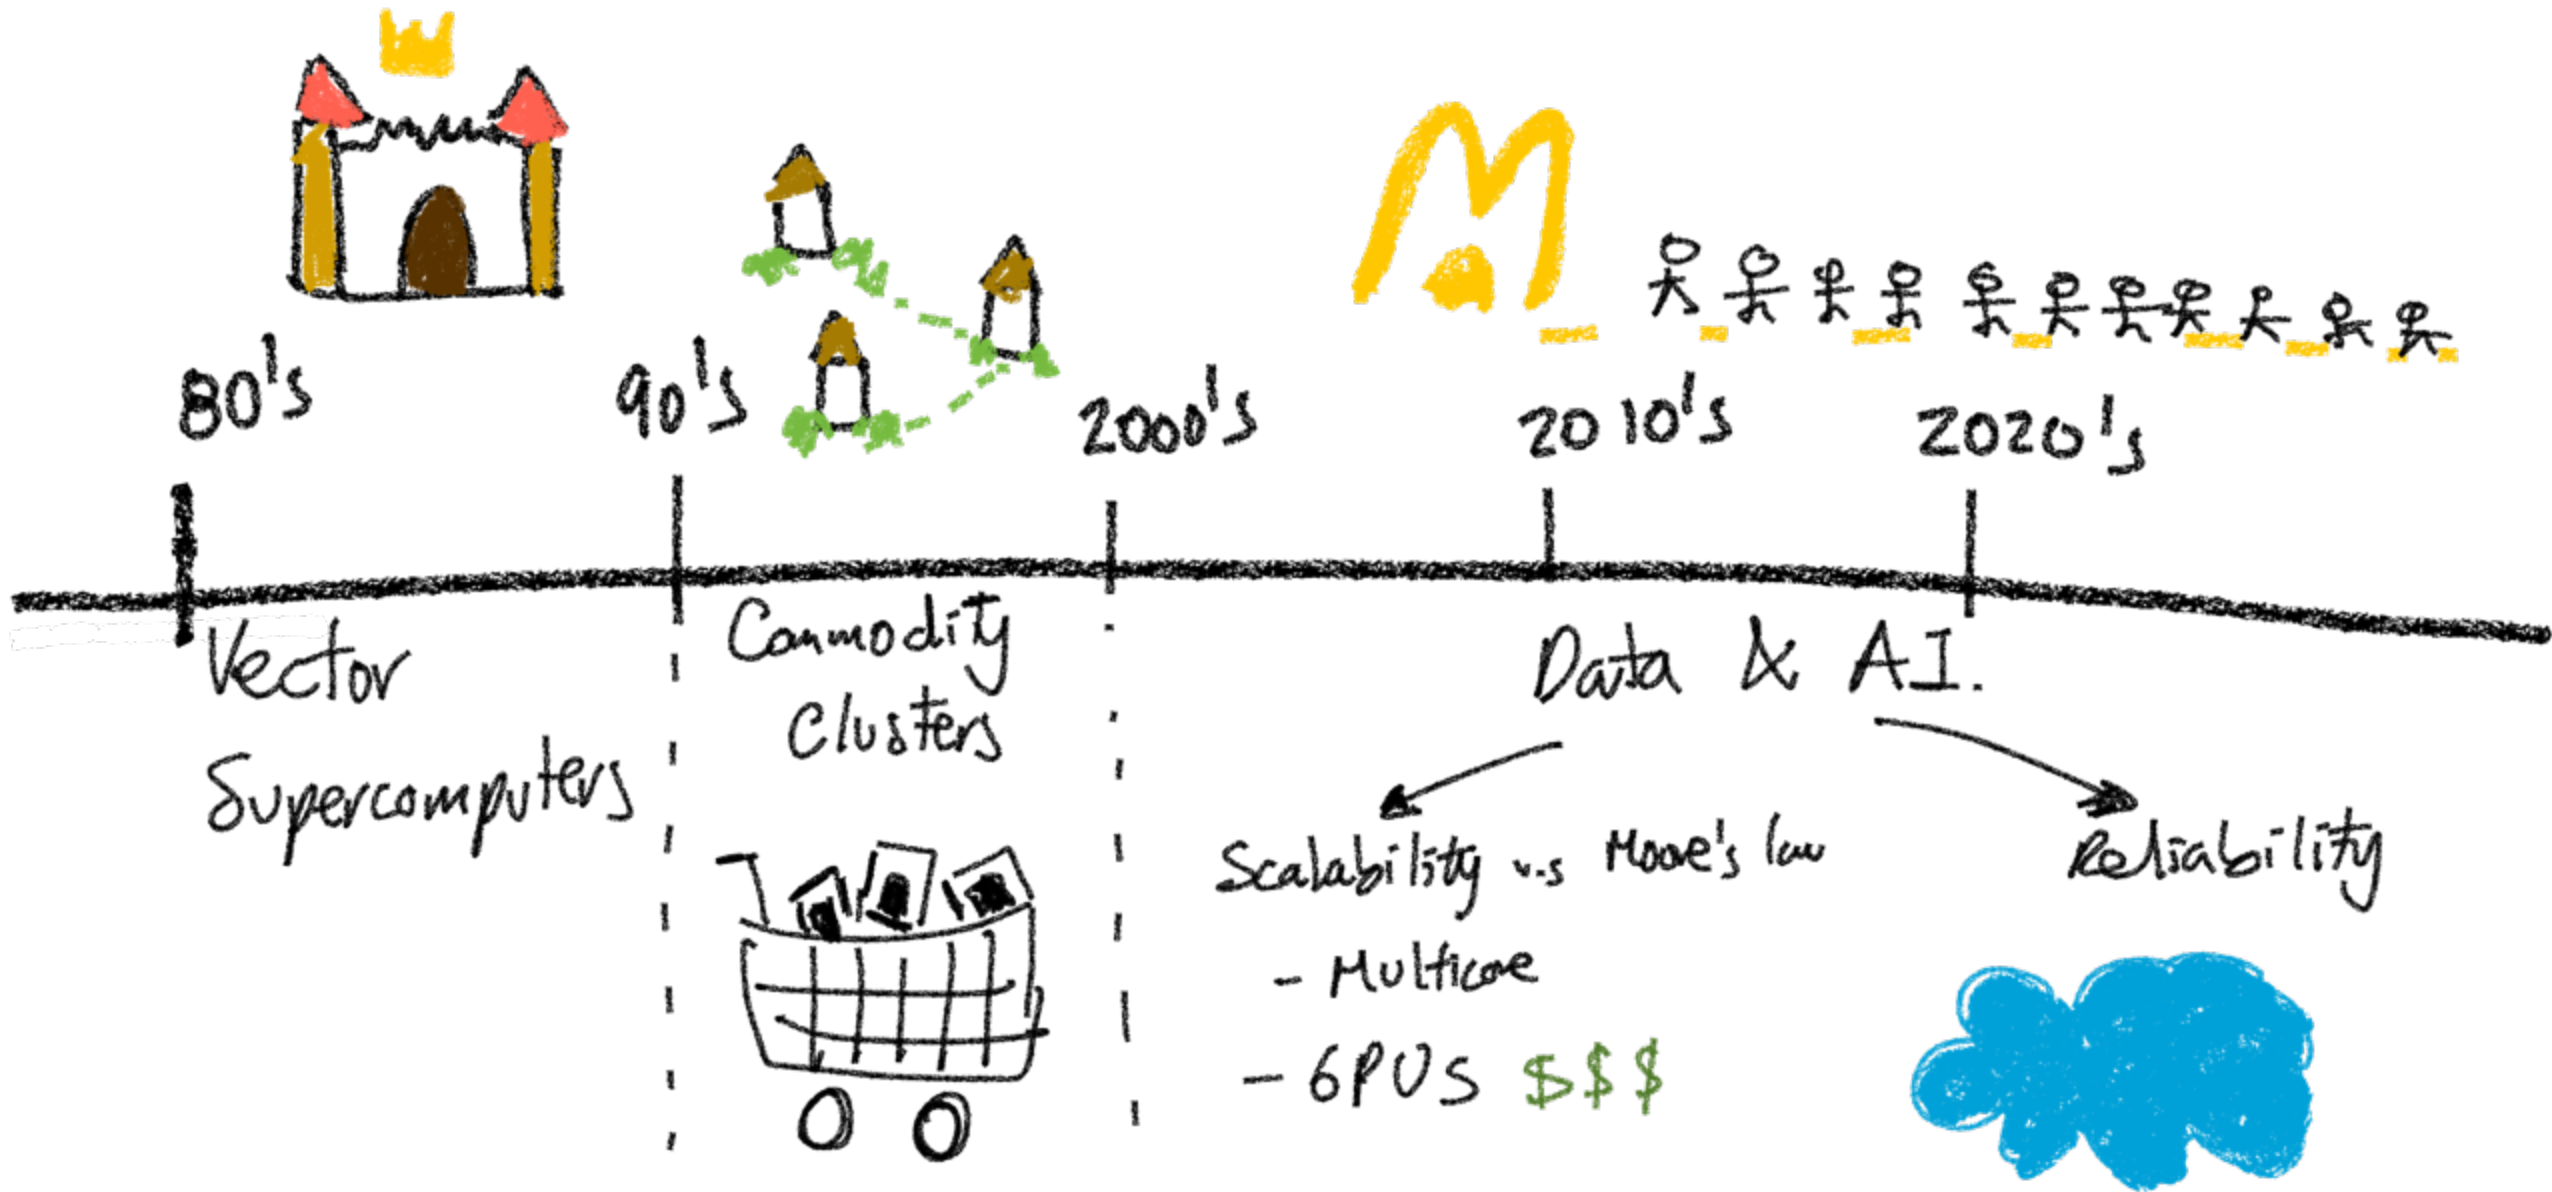 80's
90's
2000's
2010's
2020's
Vector
Supercomputers
Commodity
Clusters
Data & AI.
Scalability v.s Moore's law
- Multicore
- GPUS $$$
Reliability